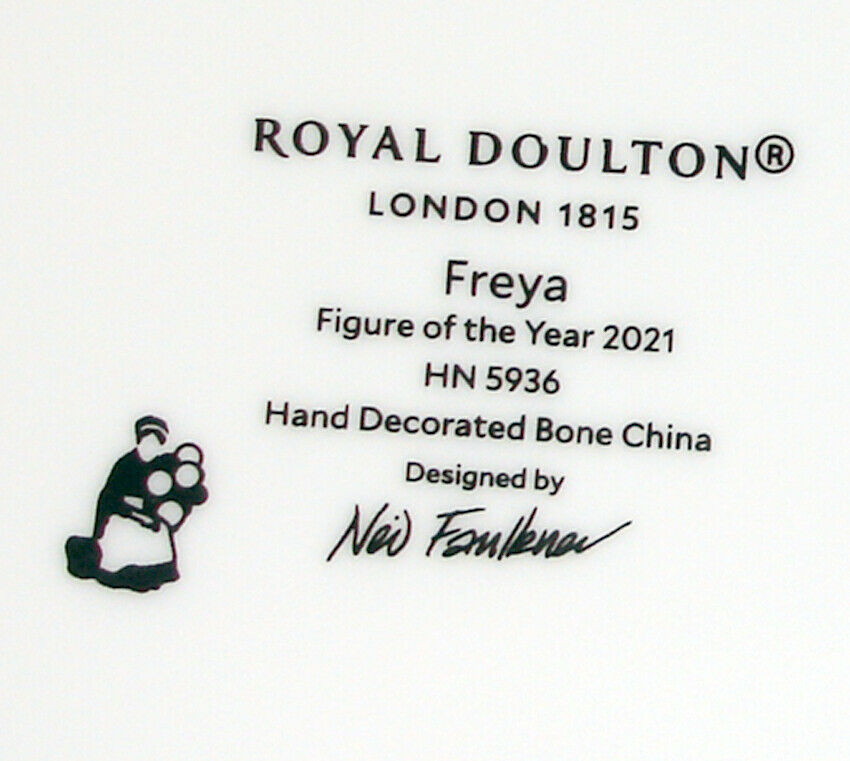 ROYAL DOULTON®
LONDON 1815
Freya
Figure of the Year 2021
HN 5936
Hand Decorated Bone China
Designed by
Neil Faulkner